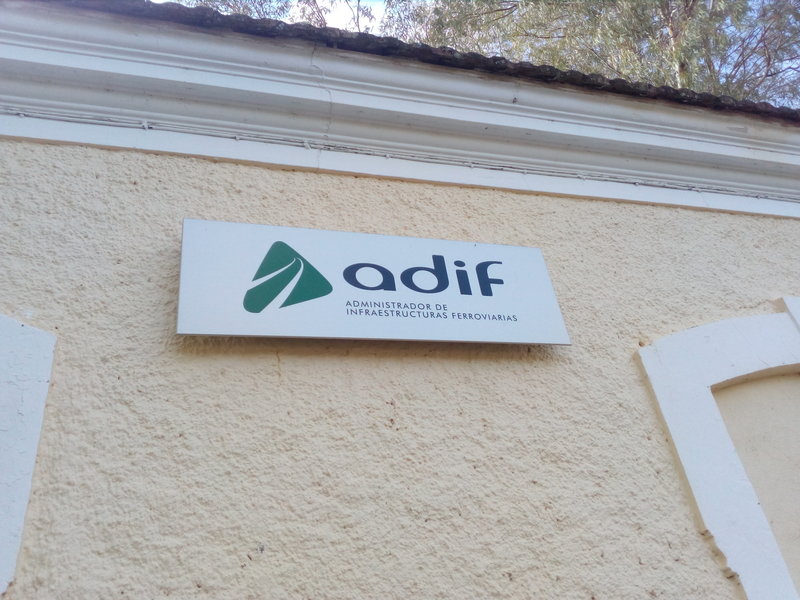 adif
ADMINISTRADOR DE
INFRAESTRUCTURAS FERROVIARIAS